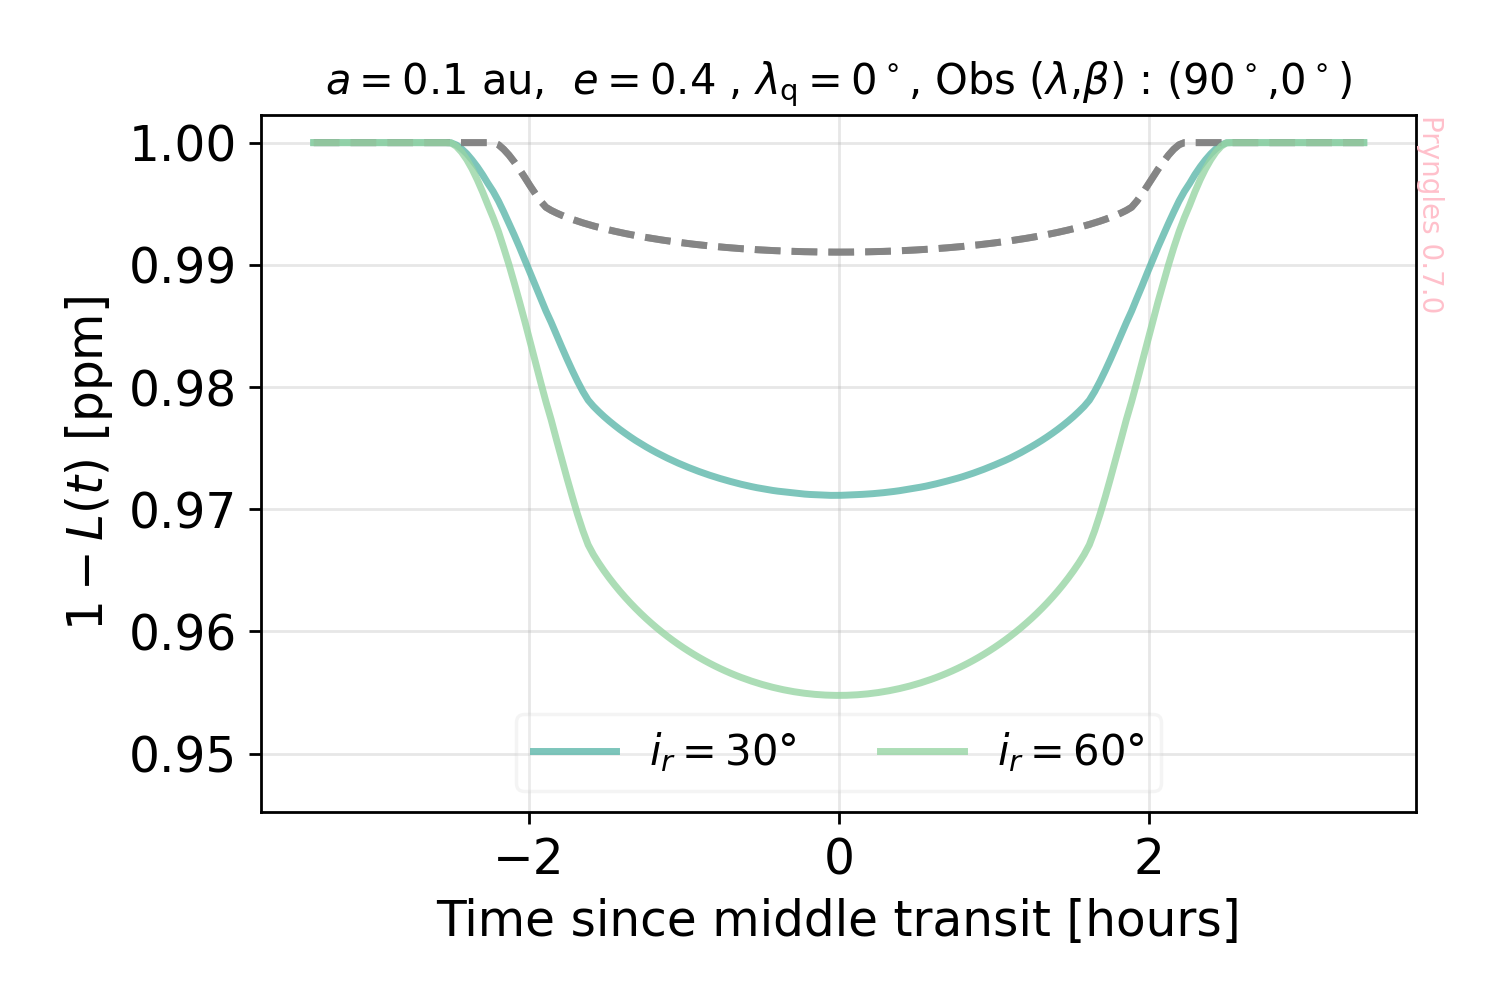 a = 0.1 au, e = 0.4 , λq = 0°, Obs (λ,β) : (90°,0°)
1 − L(t) [ppm]
1.00
0.99
0.98
0.97
0.96
0.95
Pryngles 0.7.0
ir = 30° ir = 60°
−2 0 2
Time since middle transit [hours]